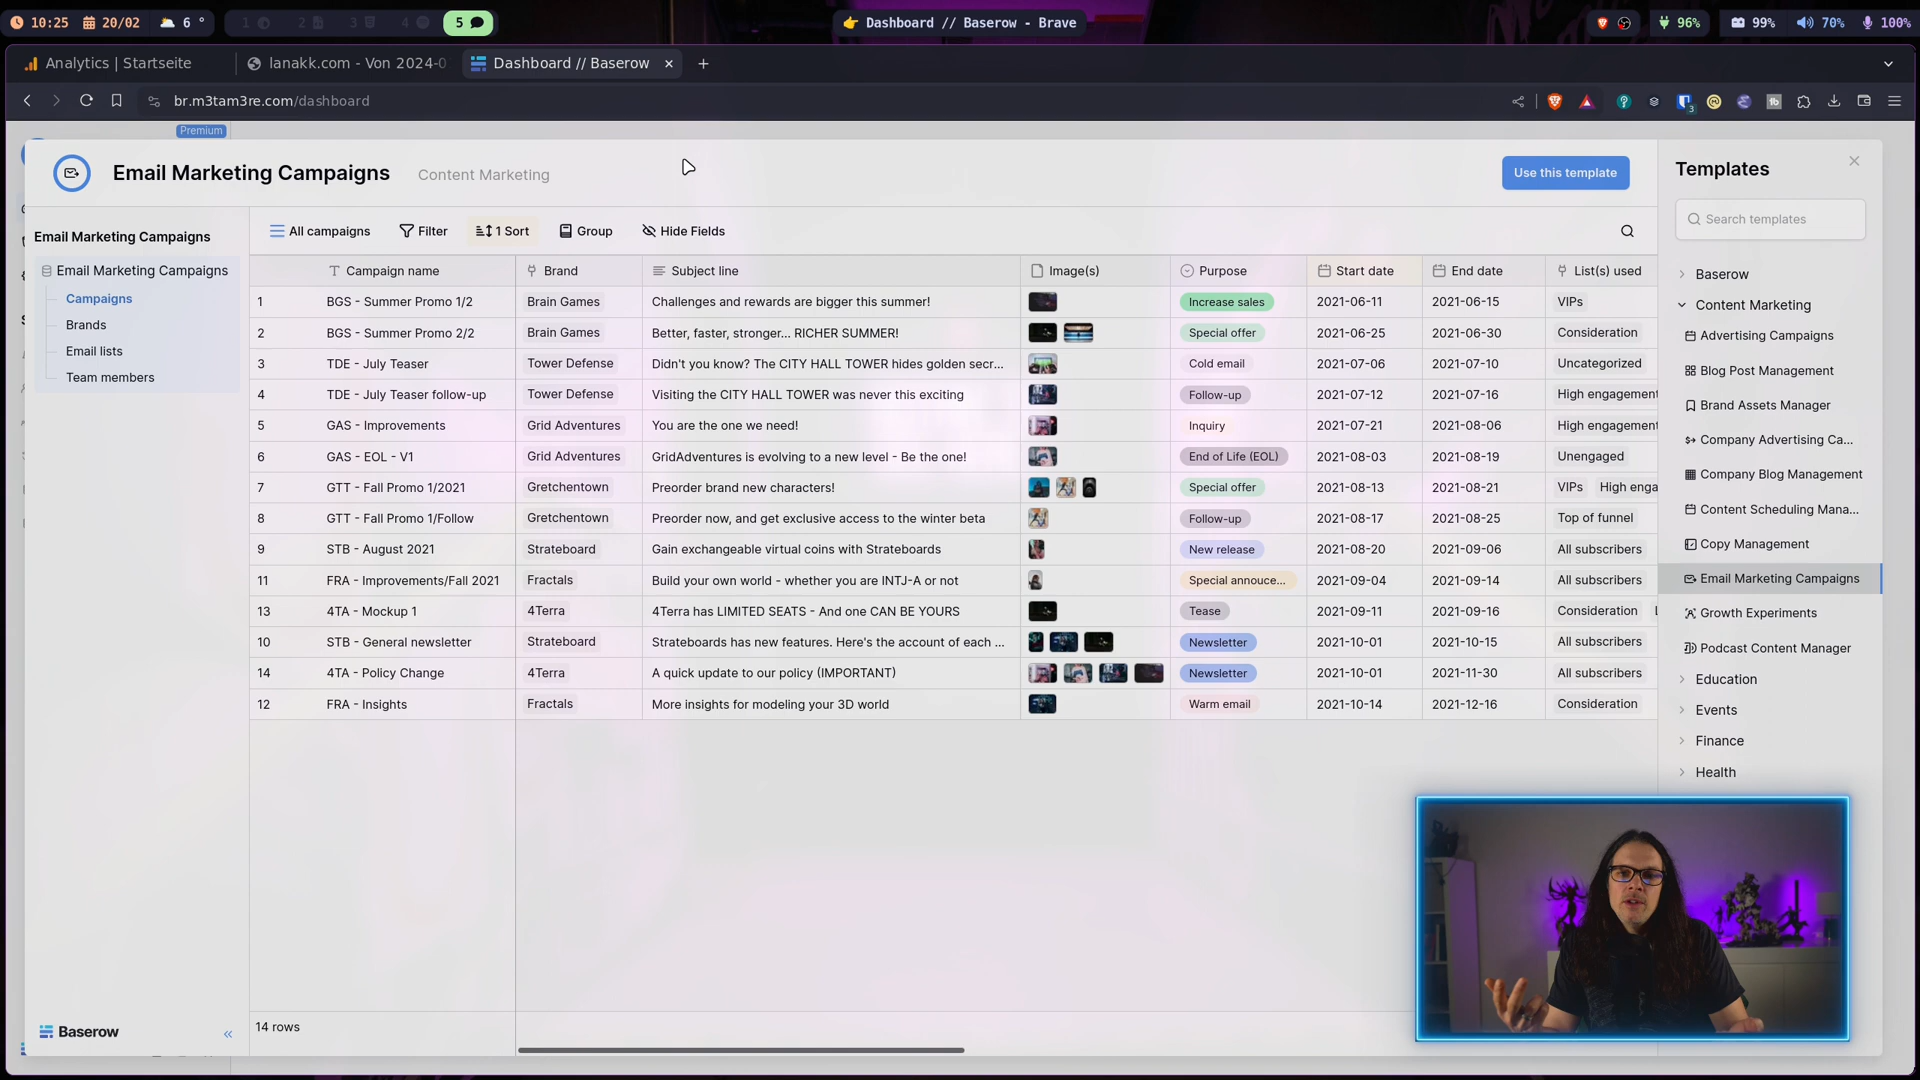 10:25 20/02 6 ° 1 2 3 4 5 Dashboard // Baserow - Brave 96% 99% 70% 100%
Analytics | Startseite lanakk.com - Von 2024-0 Dashboard // Baserow
br.m3tam3re.com/dashboard
Premium
Email Marketing Campaigns Content Marketing Use this template
Templates
Search templates
Email Marketing Campaigns
Email Marketing Campaigns
Campaigns
Brands
Email lists
Team members
All campaigns Filter 1 Sort Group Hide Fields
Campaign name Brand Subject line Image(s) Purpose Start date End date List(s) used
1 BGS - Summer Promo 1/2 Brain Games Challenges and rewards are bigger this summer! Increase sales 2021-06-11 2021-06-15 VIPs
2 BGS - Summer Promo 2/2 Brain Games Better, faster, stronger... RICHER SUMMER! Special offer 2021-06-25 2021-06-30 Consideration
3 TDE - July Teaser Tower Defense Didn't you know? The CITY HALL TOWER hides golden secr... Cold email 2021-07-06 2021-07-10 Uncategorized
4 TDE - July Teaser follow-up Tower Defense Visiting the CITY HALL TOWER was never this exciting Follow-up 2021-07-12 2021-07-16 High engagement
5 GAS - Improvements Grid Adventures You are the one we need! Inquiry 2021-07-21 2021-08-06 High engagement
6 GAS - EOL - V1 Grid Adventures GridAdventures is evolving to a new level - Be the one! End of Life (EOL) 2021-08-03 2021-08-19 Unengaged
7 GTT - Fall Promo 1/2021 Gretchentown Preorder brand new characters! Special offer 2021-08-13 2021-08-21 VIPs High enga
8 GTT - Fall Promo 1/Follow Gretchentown Preorder now, and get exclusive access to the winter beta Follow-up 2021-08-17 2021-08-25 Top of funnel
9 STB - August 2021 Strateboard Gain exchangeable virtual coins with Strateboards New release 2021-08-20 2021-09-06 All subscribers
11 FRA - Improvements/Fall 2021 Fractals Build your own world - whether you are INTJ-A or not Special annouce... 2021-09-04 2021-09-14 All subscribers
13 4TA - Mockup 1 4Terra 4Terra has LIMITED SEATS - And one CAN BE YOURS Tease 2021-09-11 2021-09-16 Consideration
10 STB - General newsletter Strateboard Strateboards has new features. Here's the account of each ... Newsletter 2021-10-01 2021-10-15 All subscribers
14 4TA - Policy Change 4Terra A quick update to our policy (IMPORTANT) Newsletter 2021-10-01 2021-11-30 All subscribers
12 FRA - Insights Fractals More insights for modeling your 3D world Warm email 2021-10-14 2021-12-16 Consideration
14 rows
Baserow
Baserow
Content Marketing
Advertising Campaigns
Blog Post Management
Brand Assets Manager
Company Advertising Ca...
Company Blog Management
Content Scheduling Mana...
Copy Management
Email Marketing Campaigns
Growth Experiments
Podcast Content Manager
Education
Events
Finance
Health